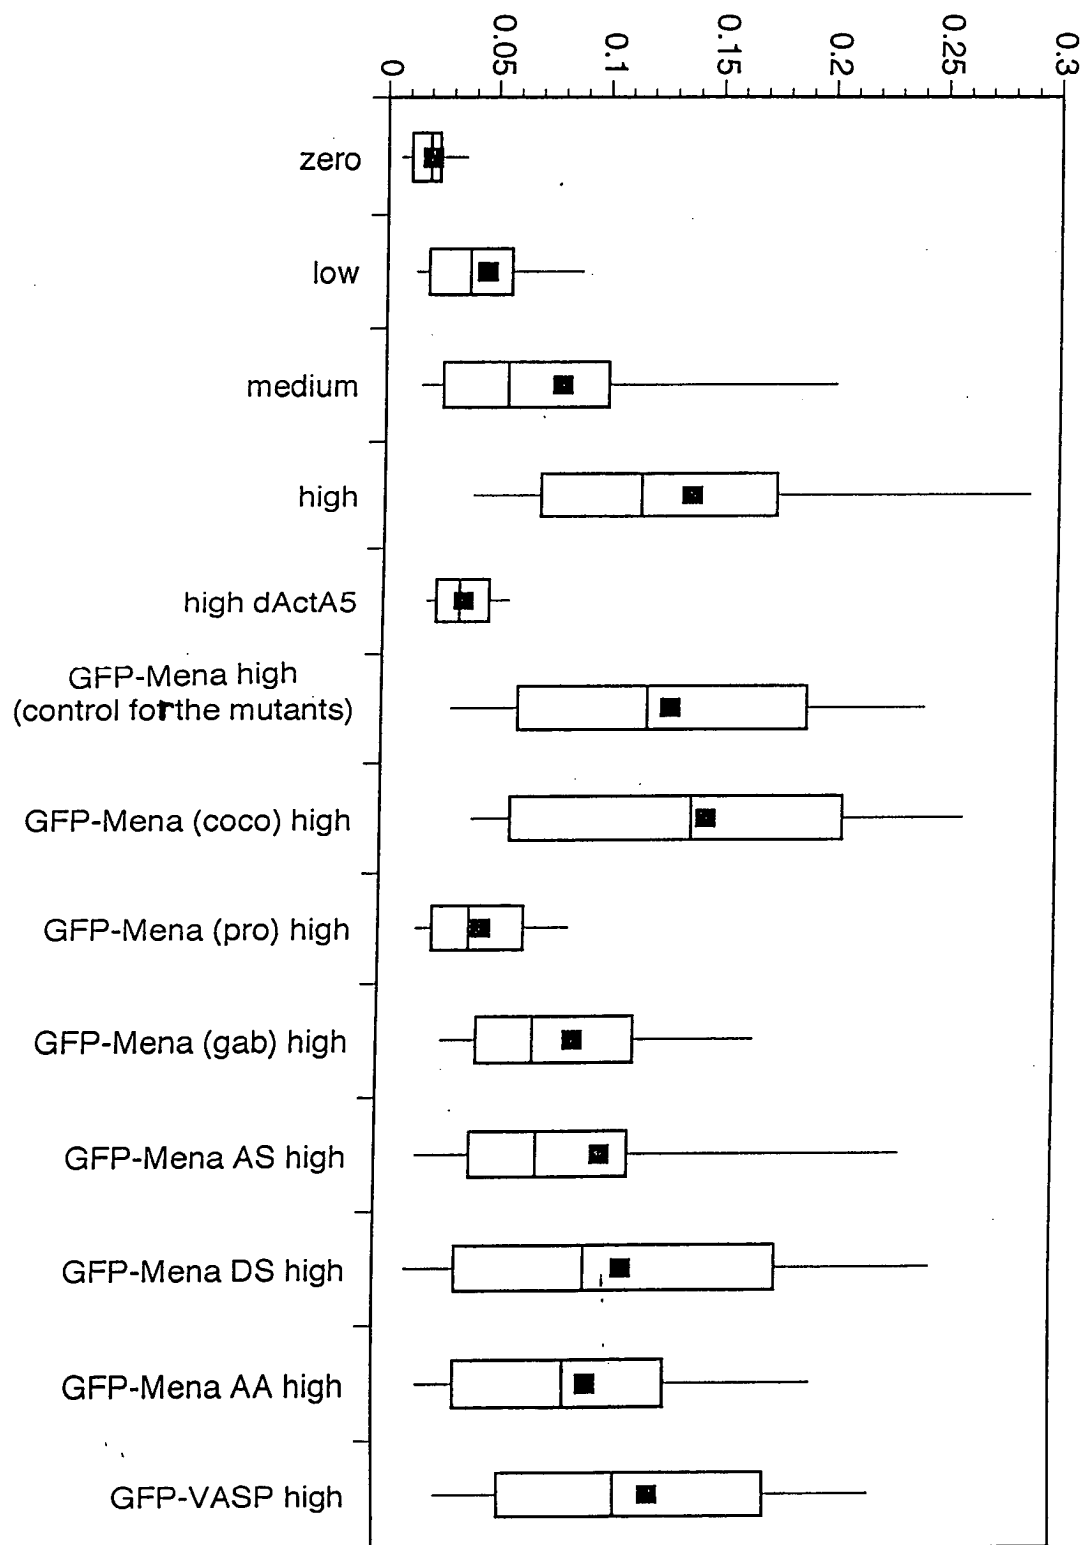 0
0.05
0.1
0.15
0.2
0.25
0.3
zero
low
medium
high
high dActA5
GFP-Mena high
(control for the mutants)
GFP-Mena (coco) high
GFP-Mena (pro) high
GFP-Mena (gab) high
GFP-Mena AS high
GFP-Mena DS high
GFP-Mena AA high
GFP-VASP high